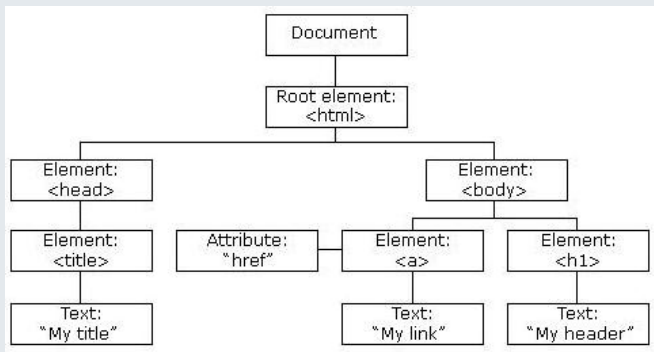 Document
Root element:
<html>
Element:
<head>
Element:
<body>
Element:
<title>
Attribute:
"href"
Element:
<a>
Element:
<h1>
Text:
"My title"
Text:
"My link"
Text:
"My header"